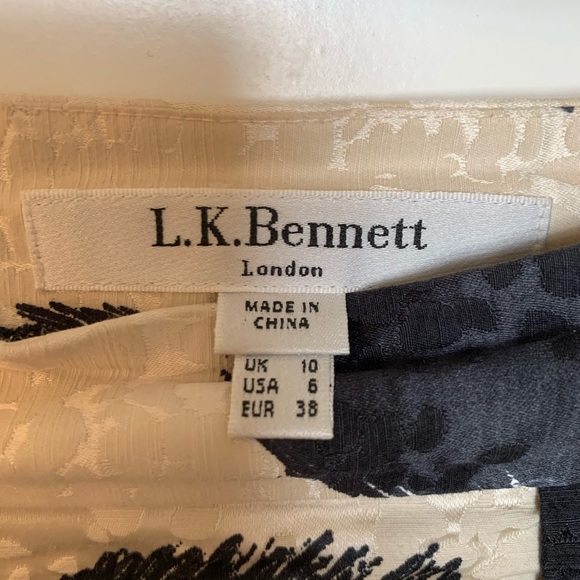 L.K.Bennett
London
MADE IN
CHINA
UK 10
USA 6
EUR 38